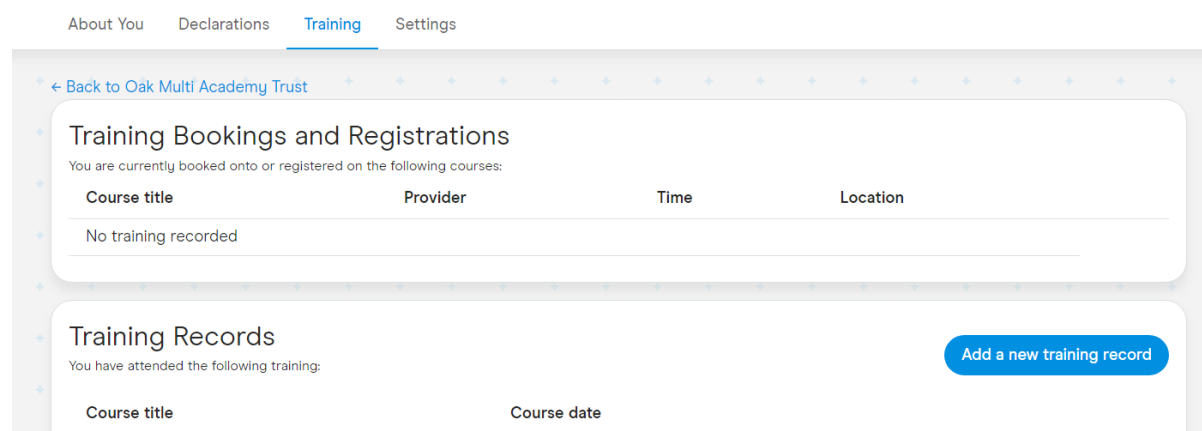 About You Declarations Training Settings
← Back to Oak Multi Academy Trust
Training Bookings and Registrations
You are currently booked onto or registered on the following courses:
Course title Provider Time Location
No training recorded
Training Records
Add a new training record
You have attended the following training:
Course title Course date